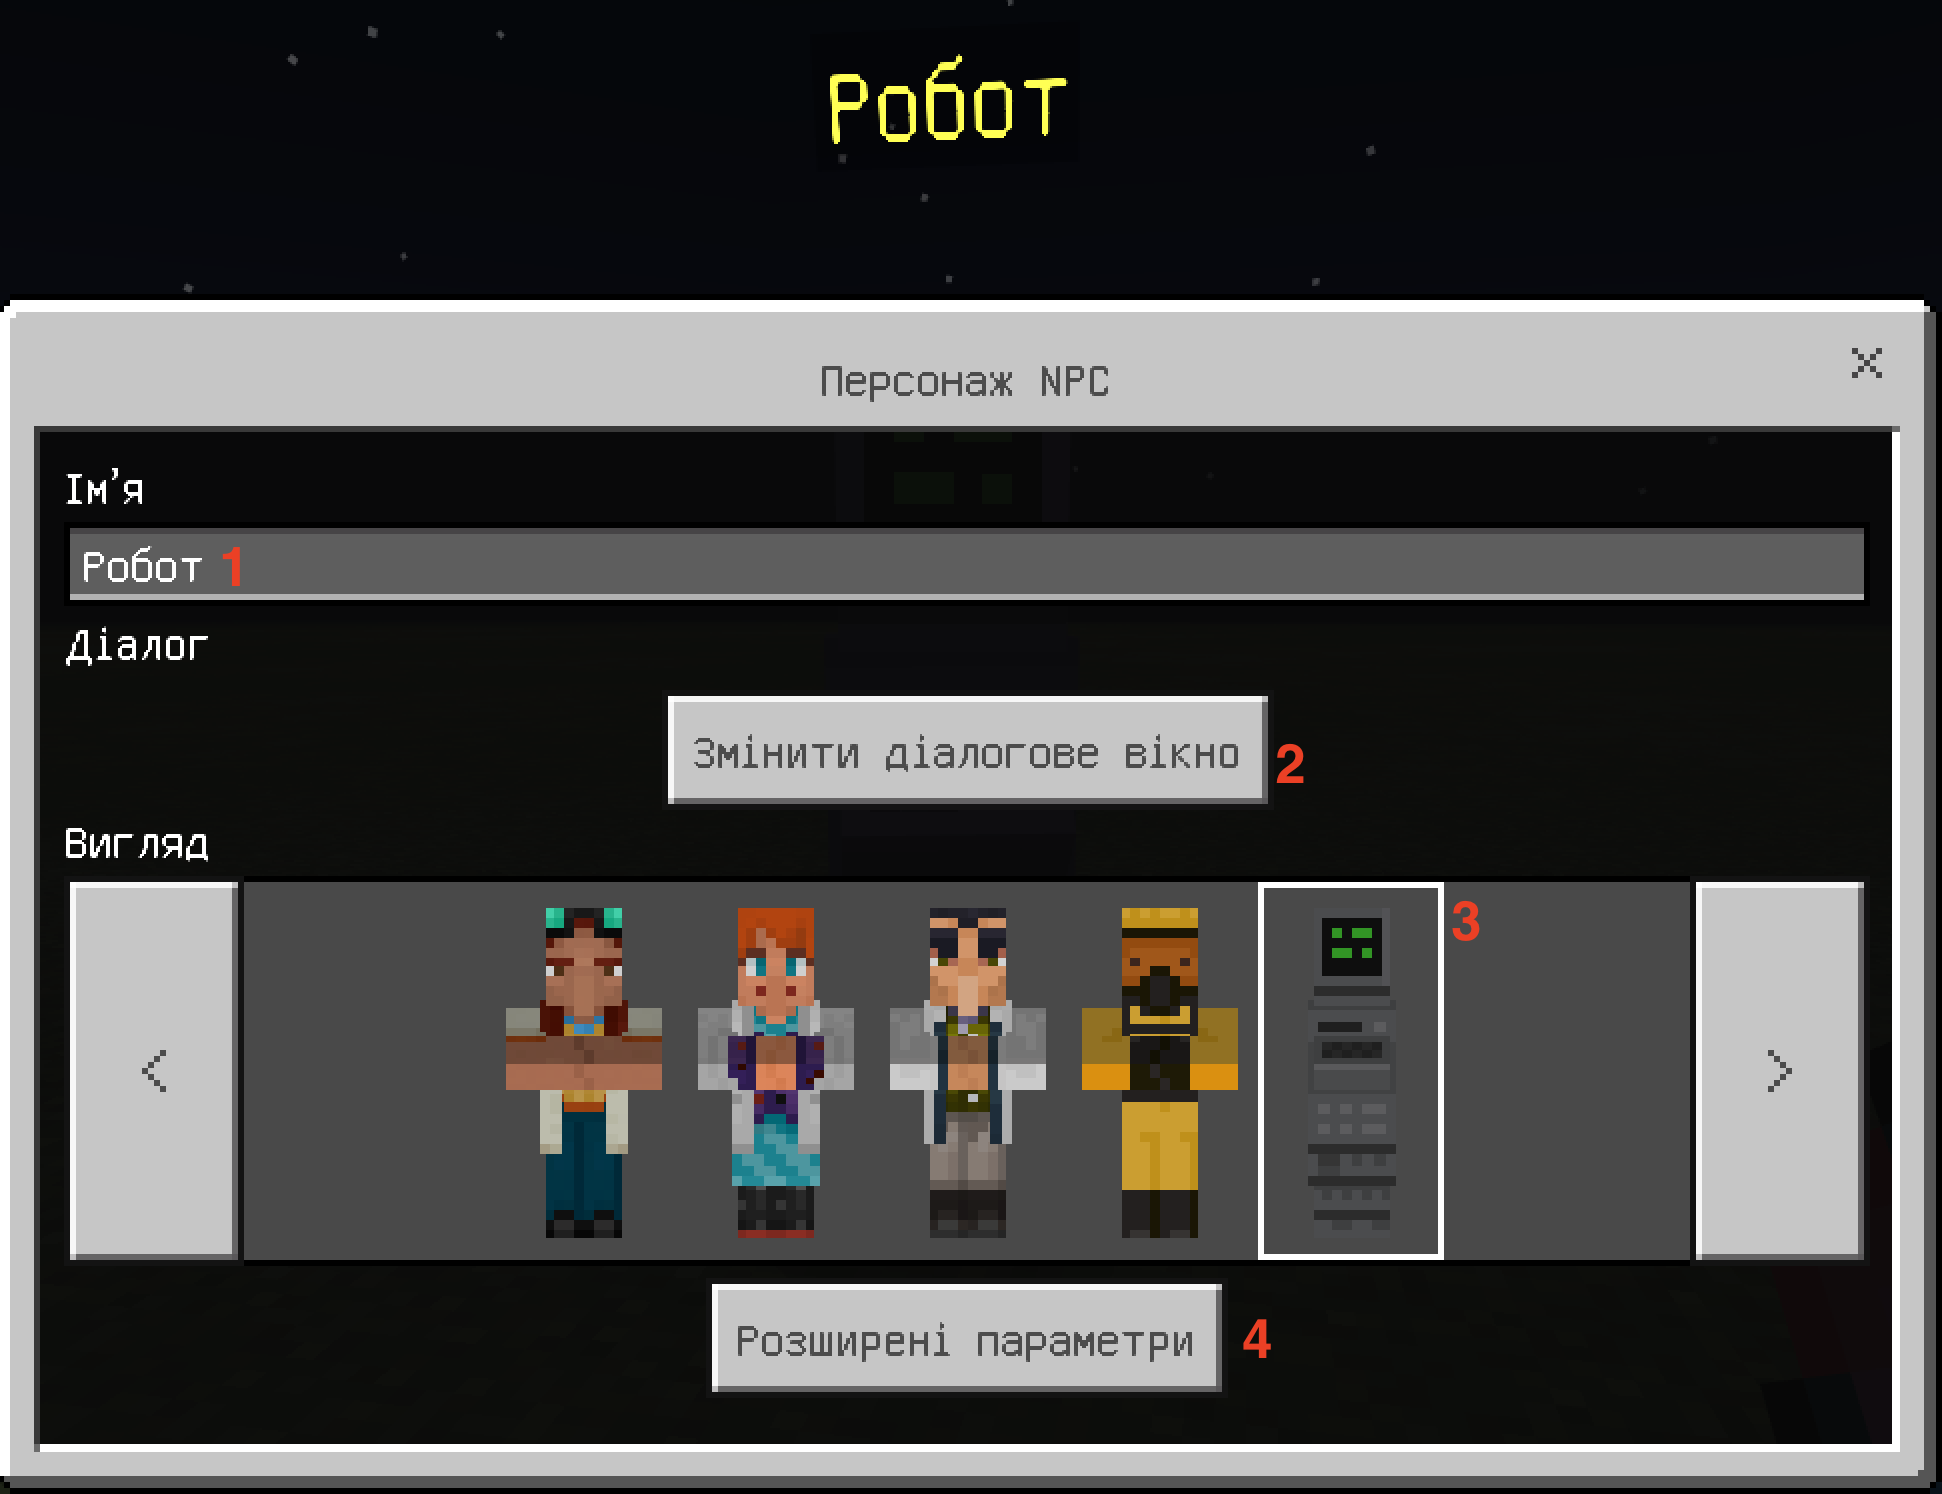 Робот
Персонаж NPC
Ім'я
Робот 1
Діалог
Змінити діалогове вікно 2
Вигляд
3
Розширені параметри 4